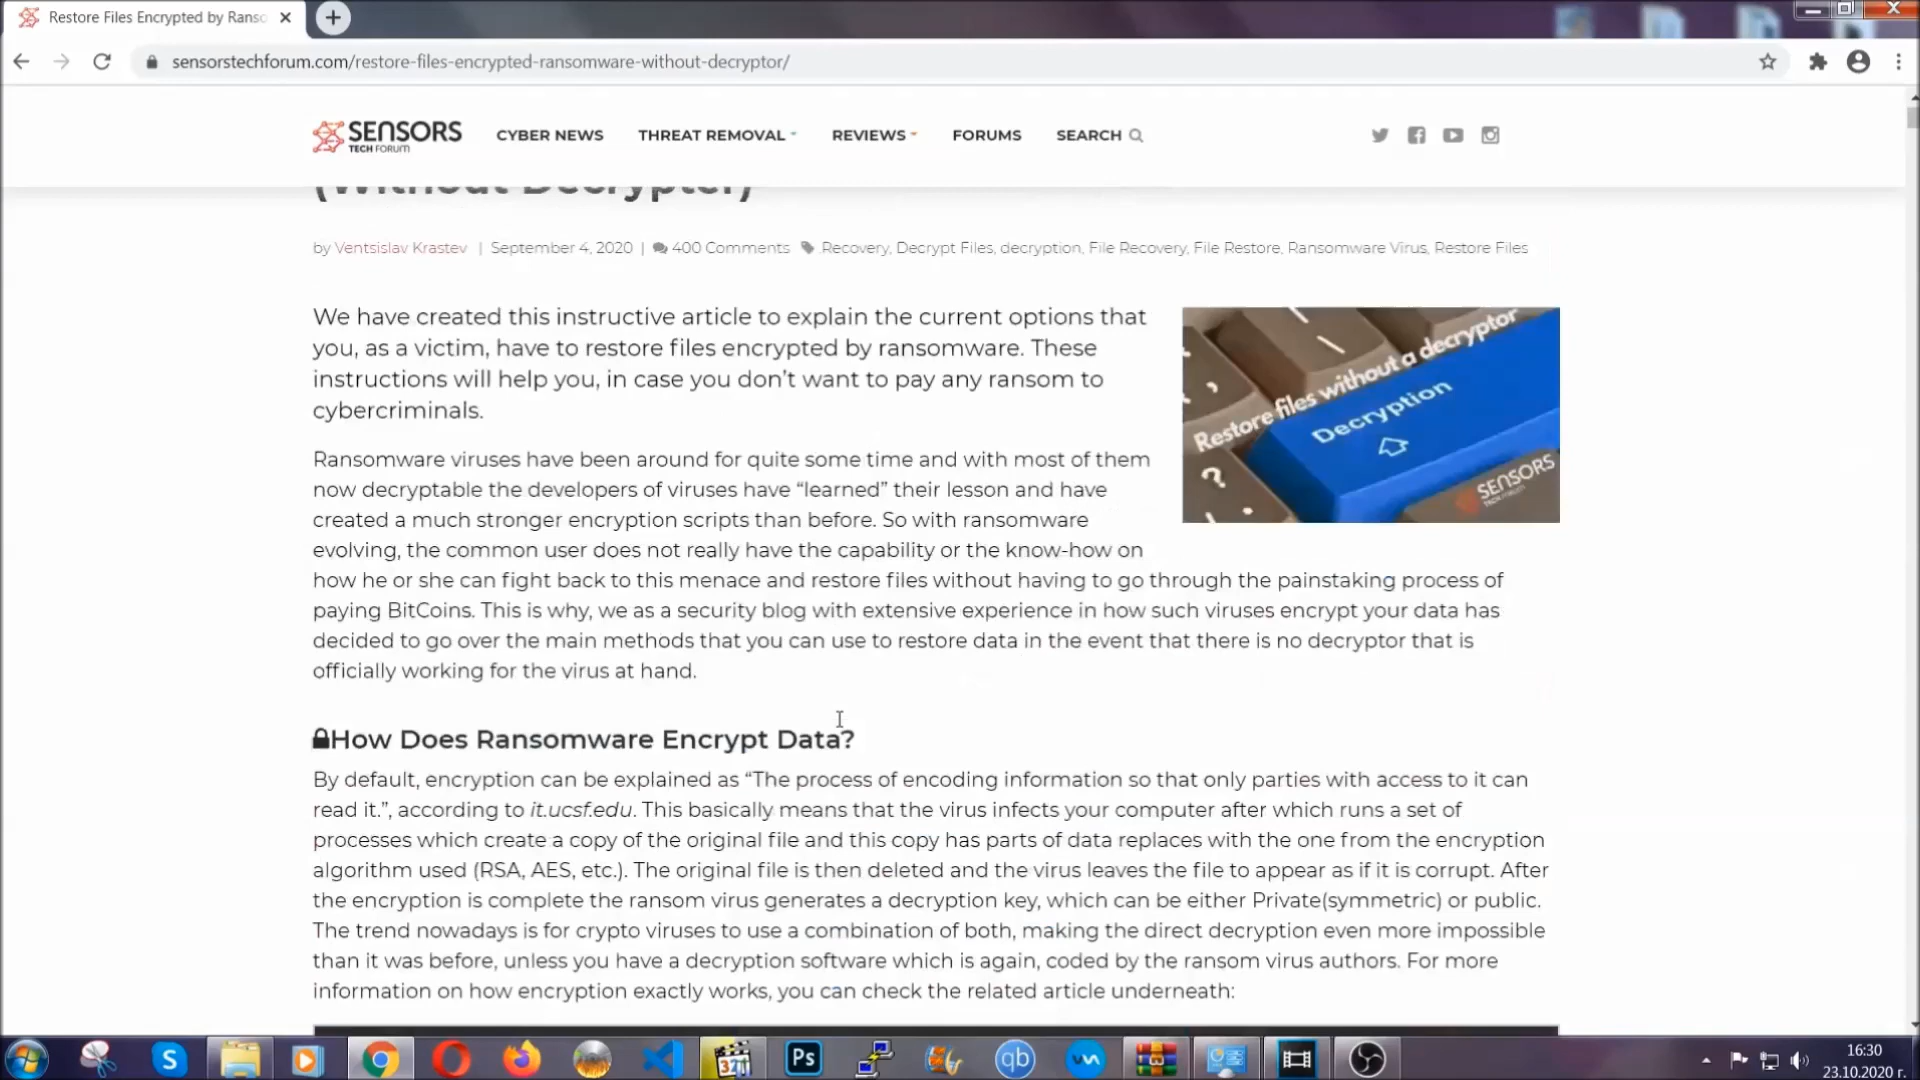 Restore Files Encrypted by Ranso
sensorstechforum.com/restore-files-encrypted-ransomware-without-decryptor/
SENSORS
TECH FORUM
CYBER NEWS
THREAT REMOVAL
REVIEWS
FORUMS
SEARCH
(Without Decrypter)
by Ventsislav Krastev | September 4, 2020 | 400 Comments Recovery, Decrypt Files, decryption, File Recovery, File Restore, Ransomware Virus, Restore Files
We have created this instructive article to explain the current options that
you, as a victim, have to restore files encrypted by ransomware. These
instructions will help you, in case you don’t want to pay any ransom to
cybercriminals.
Restore files without a decryptor
Decryption
SENSORS
Ransomware viruses have been around for quite some time and with most of them
now decryptable the developers of viruses have “learned” their lesson and have
created a much stronger encryption scripts than before. So with ransomware
evolving, the common user does not really have the capability or the know-how on
how he or she can fight back to this menace and restore files without having to go through the painstaking process of
paying BitCoins. This is why, we as a security blog with extensive experience in how such viruses encrypt your data has
decided to go over the main methods that you can use to restore data in the event that there is no decryptor that is
officially working for the virus at hand.
How Does Ransomware Encrypt Data?
By default, encryption can be explained as “The process of encoding information so that only parties with access to it can
read it.”, according to it.ucsf.edu. This basically means that the virus infects your computer after which runs a set of
processes which create a copy of the original file and this copy has parts of data replaces with the one from the encryption
algorithm used (RSA, AES, etc.). The original file is then deleted and the virus leaves the file to appear as if it is corrupt. After
the encryption is complete the ransom virus generates a decryption key, which can be either Private(symmetric) or public.
The trend nowadays is for crypto viruses to use a combination of both, making the direct decryption even more impossible
than it was before, unless you have a decryption software which is again, coded by the ransom virus authors. For more
information on how encryption exactly works, you can check the related article underneath:
S
321
Ps
qb
16:30
23.10.2020 г.